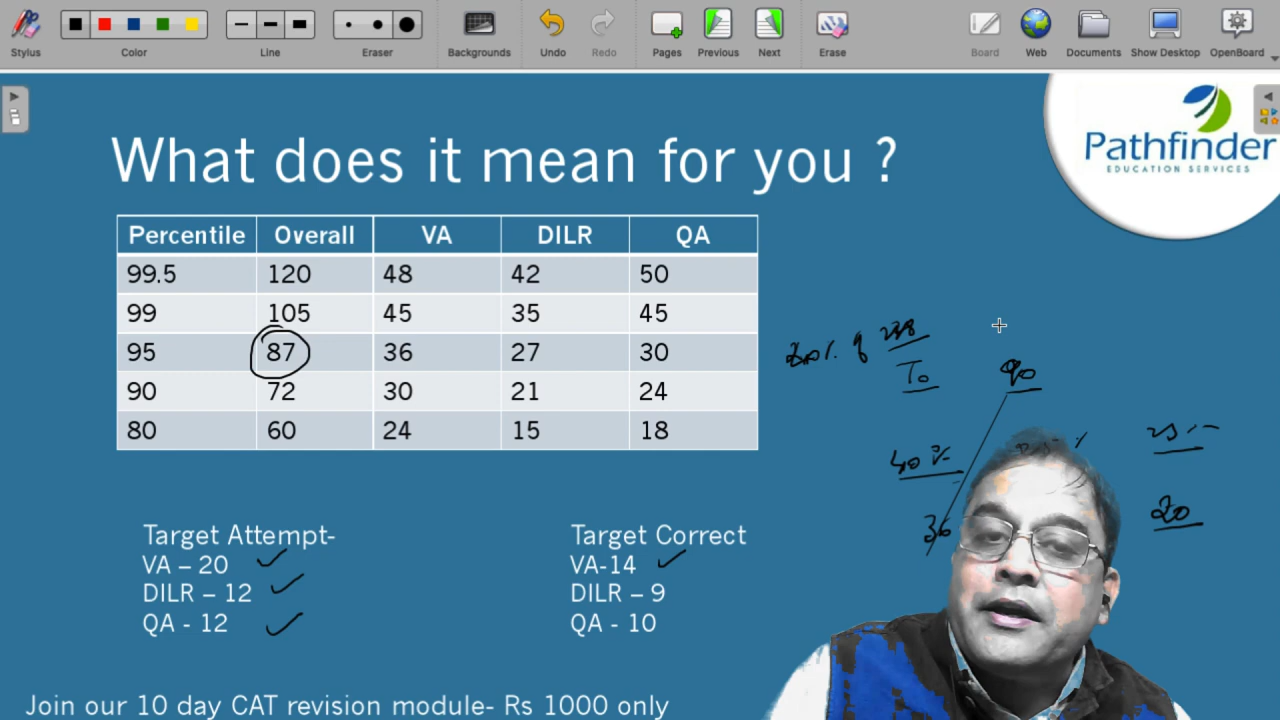 Stylus
Color
Line
Eraser
Backgrounds
Undo
Redo
Pages
Previous
Next
Erase
Board
Web
Documents
Show Desktop
OpenBoard
Pathfinder
EDUCATION SERVICES
What does it mean for you ?
Percentile Overall VA DILR QA
99.5 120 48 42 50
99 105 45 35 45
95 87 36 27 30
90 72 30 21 24
80 60 24 15 18
90
36
20
Target Attempt-
VA – 20
DILR – 12
QA - 12
Target Correct
VA-14
DILR – 9
QA - 10
Join our 10 day CAT revision module- Rs 1000 only